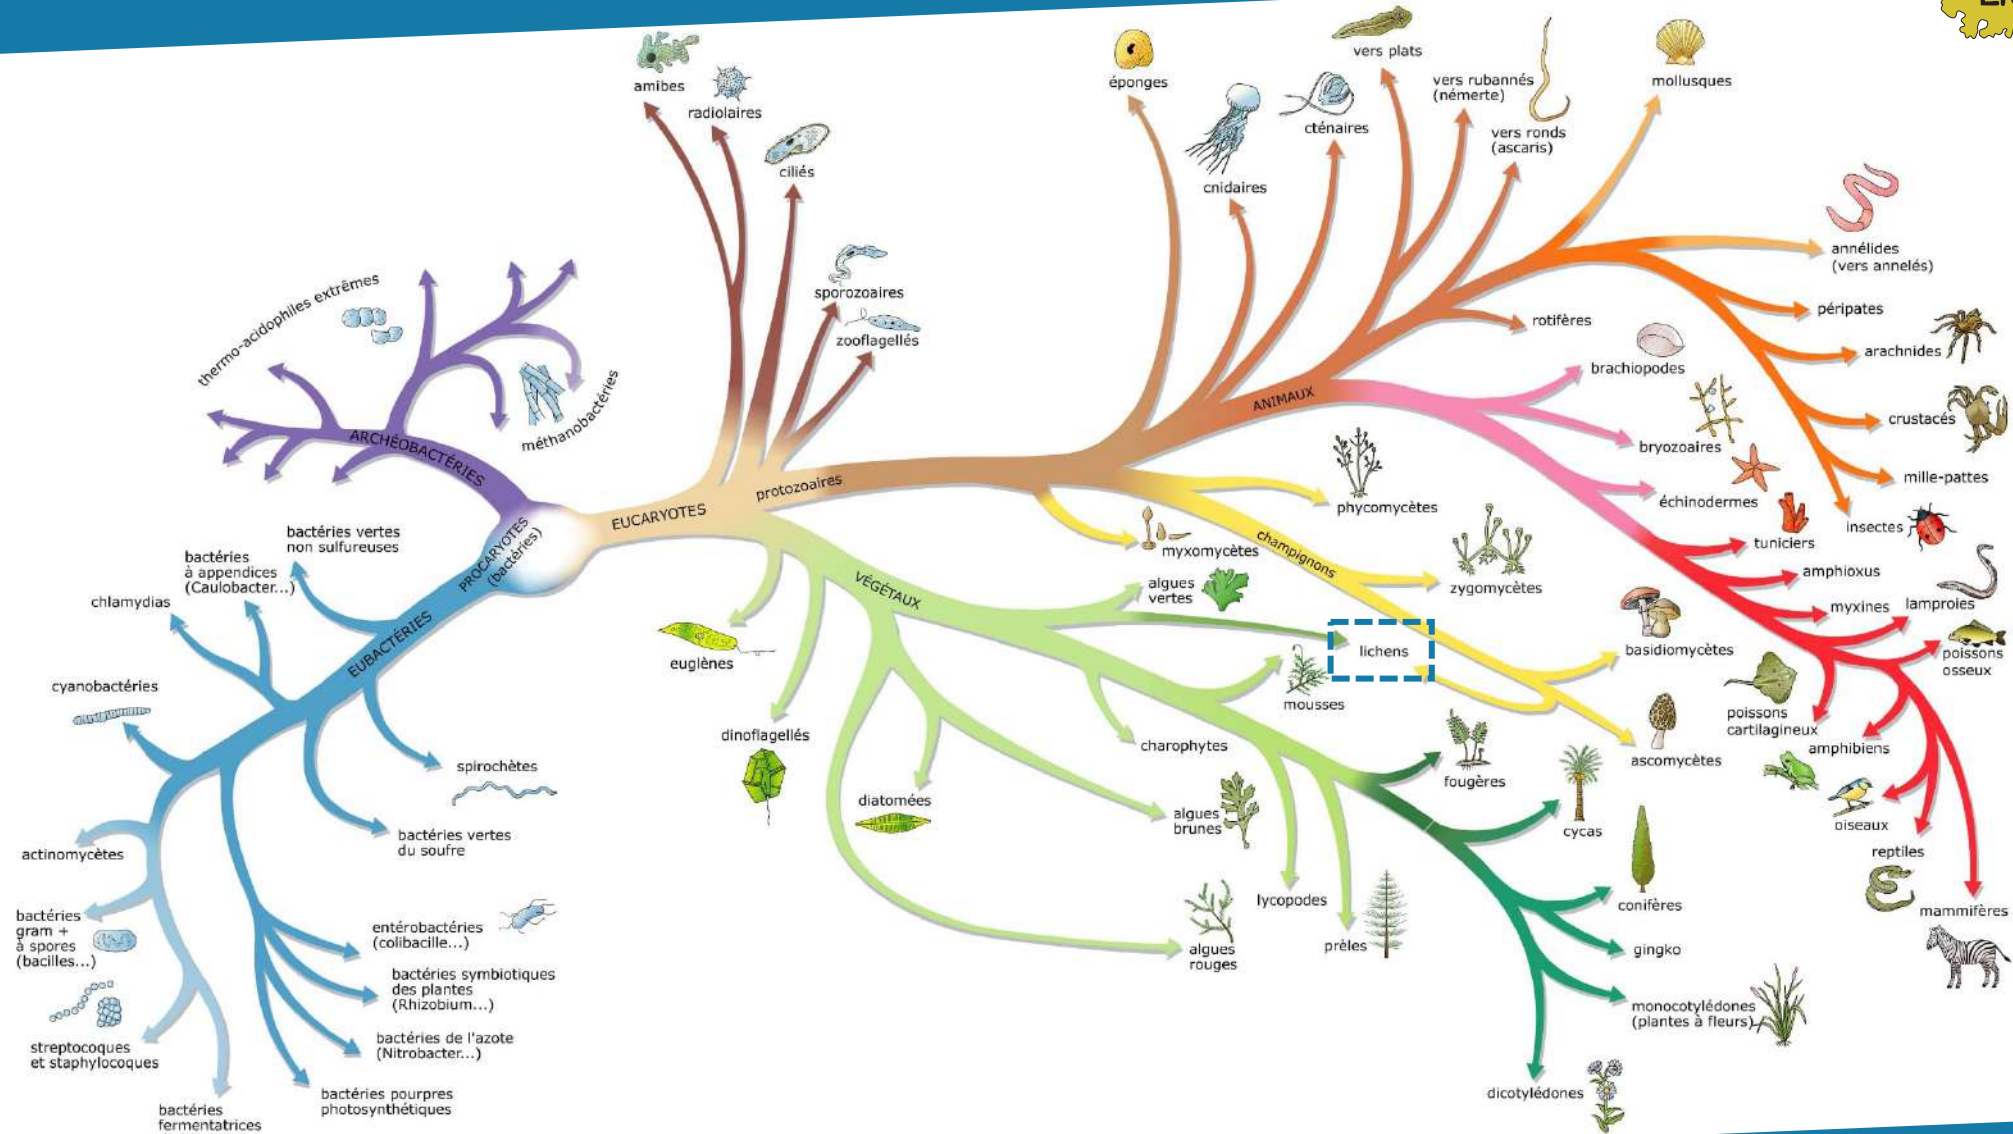 amibes
radiolaires
ciliés
sporozoaires
zooflagellés
éponges
cnidaires
cténaires
vers plats
vers rubannés
(némerte)
vers ronds
(ascaris)
mollusques
annélides
(vers annelés)
péripates
arachnides
crustacés
mille-pattes
insectes
rotifères
brachiopodes
bryozoaires
échinodermes
tuniciers
amphioxus
myxines
lamproies
poissons
osseux
poissons
cartilagineux
amphibiens
oiseaux
reptiles
mammifères
ANIMAUX
thermo-acidophiles extrêmes
méthanobactéries
ARCHÉOBACTÉRIES
PROCARYOTES
(bactéries)
EUCARYOTES
protozoaires
EUBACTÉRIES
bactéries vertes
non sulfureuses
bactéries
à appendices
(Caulobacter...)
chlamydias
cyanobactéries
spirochètes
bactéries vertes
du soufre
actinomycètes
bactéries
gram +
à spores
(bacilles...)
streptocoques
et staphylocoques
bactéries
fermentatrices
entérobactéries
(colibacille...)
bactéries symbiotiques
des plantes
(Rhizobium...)
bactéries de l'azote
(Nitrobacter...)
bactéries pourpres
photosynthétiques
VÉGÉTAUX
euglènes
dinoflagellés
diatomées
algues
brunes
algues
rouges
algues
vertes
charophytes
mousses
lichens
lycopodes
prèles
fougères
cycas
conifères
gingko
monocotylédones
(plantes à fleurs)
dicotylédones
champignons
phycomycètes
myxomycètes
zygomycètes
basidiomycètes
ascomycètes